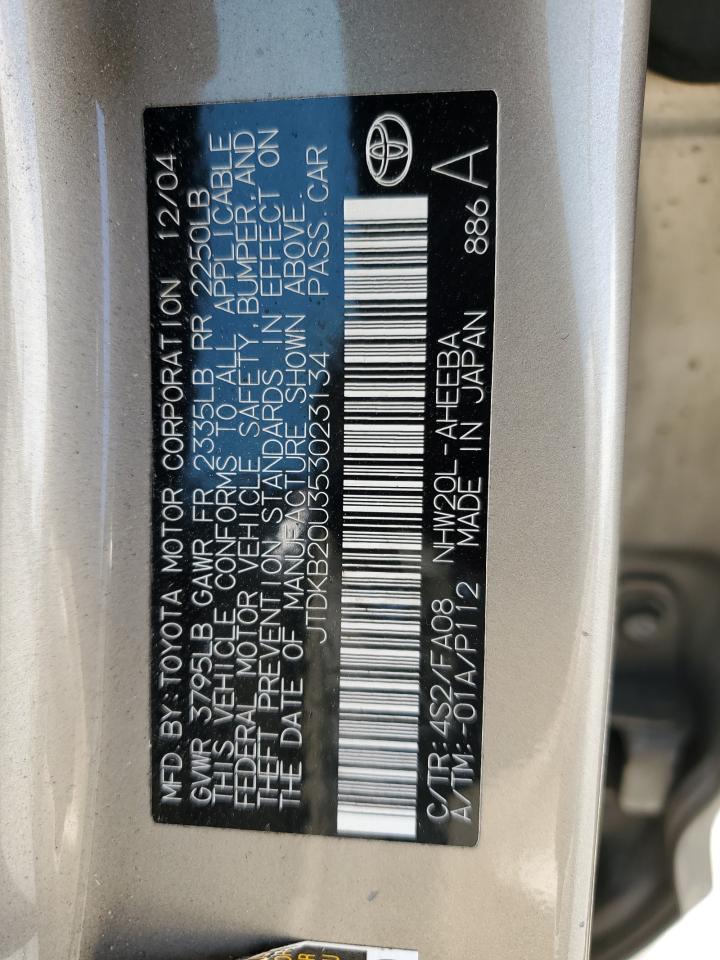 MFD BY: TOYOTA MOTOR CORPORATION 12/04
GVWR 3795LB GAWR FR 2335LB RR 2250LB
THIS VEHICLE CONFORMS TO ALL APPLICABLE
FEDERAL MOTOR VEHICLE SAFETY, BUMPER, AND
THEFT PREVENTION STANDARDS IN EFFECT ON
THE DATE OF MANUFACTURE SHOWN ABOVE.
JTDKB20U353023134 PASS. CAR
C/TR: 4S2/FA08 NHW20L-AHEEBA 886 A
A/TM: -01A/P112 MADE IN JAPAN